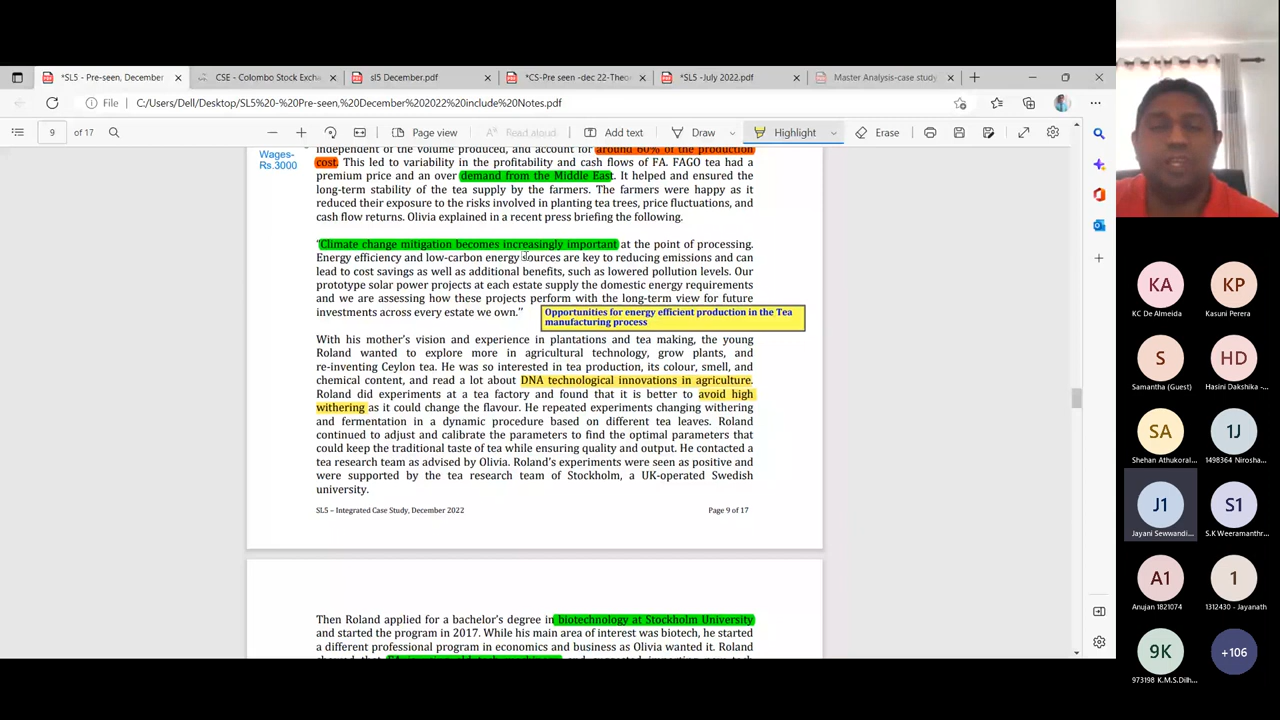 *SL5 - Pre-seen, December
CSE - Colombo Stock Excha
sl5 December.pdf
*CS-Pre seen -dec 22-Theo
*SL5 -July 2022.pdf
Master Analysis-case study
File
C:/Users/Dell/Desktop/SL5%20-%20Pre-seen,%20December%202022%20include%20Notes.pdf
9 of 17
Page view
Read aloud
Add text
Draw
Highlight
Erase
Wages-
Rs.3000
independent of the volume produced, and account for around 60% of the production
cost. This led to variability in the profitability and cash flows of FA. FAGO tea had a
premium price and an over demand from the Middle East. It helped and ensured the
long-term stability of the tea supply by the farmers. The farmers were happy as it
reduced their exposure to the risks involved in planting tea trees, price fluctuations, and
cash flow returns. Olivia explained in a recent press briefing the following.
"Climate change mitigation becomes increasingly important at the point of processing.
Energy efficiency and low-carbon energy sources are key to reducing emissions and can
lead to cost savings as well as additional benefits, such as lowered pollution levels. Our
prototype solar power projects at each estate supply the domestic energy requirements
and we are assessing how these projects perform with the long-term view for future
investments across every estate we own."
Opportunities for energy efficient production in the Tea
manufacturing process
With his mother's vision and experience in plantations and tea making, the young
Roland wanted to explore more in agricultural technology, grow plants, and
re-inventing Ceylon tea. He was so interested in tea production, its colour, smell, and
chemical content, and read a lot about DNA technological innovations in agriculture.
Roland did experiments at a tea factory and found that it is better to avoid high
withering as it could change the flavour. He repeated experiments changing withering
and fermentation in a dynamic procedure based on different tea leaves. Roland
continued to adjust and calibrate the parameters to find the optimal parameters that
could keep the traditional taste of tea while ensuring quality and output. He contacted a
tea research team as advised by Olivia. Roland's experiments were seen as positive and
were supported by the tea research team of Stockholm, a UK-operated Swedish
university.
SL5 – Integrated Case Study, December 2022
Page 9 of 17
Then Roland applied for a bachelor's degree in biotechnology at Stockholm University
and started the program in 2017. While his main area of interest was biotech, he started
a different professional program in economics and business as Olivia wanted it. Roland
KA
KC De Almeida
KP
Kasuni Perera
S
Samantha (Guest)
HD
Hasini Dakshika -...
SA
Shehan Athukoral...
1J
1498364 Nirosha...
J1
Jayani Sewwandi...
S1
S.K Weeramanthr...
A1
Anujan 1821074
1
1312430 - Jayanath
9K
973198 K.M.S.Dilh...
+106